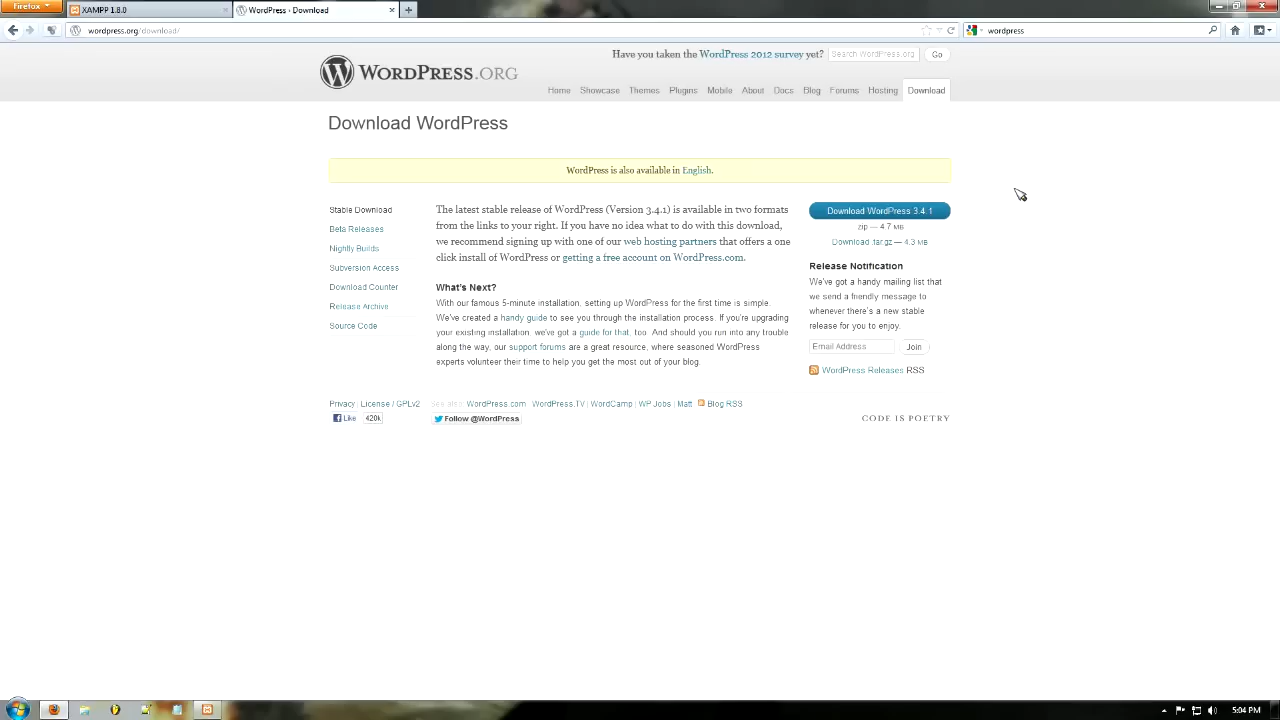 Firefox
XAMPP 1.8.0
WordPress › Download
wordpress.org/download/
wordpress
Have you taken the WordPress 2012 survey yet?
Search WordPress.org
Go
WORDPRESS.ORG
Home Showcase Themes Plugins Mobile About Docs Blog Forums Hosting Download
Download WordPress
WordPress is also available in English.
Stable Download
Beta Releases
Nightly Builds
Subversion Access
Download Counter
Release Archive
Source Code
The latest stable release of WordPress (Version 3.4.1) is available in two formats
from the links to your right. If you have no idea what to do with this download,
we recommend signing up with one of our web hosting partners that offers a one
click install of WordPress or getting a free account on WordPress.com.
What's Next?
With our famous 5-minute installation, setting up WordPress for the first time is simple.
We've created a handy guide to see you through the installation process. If you're upgrading
your existing installation, we've got a guide for that, too. And should you run into any trouble
along the way, our support forums are a great resource, where seasoned WordPress
experts volunteer their time to help you get the most out of your blog.
Download WordPress 3.4.1
zip — 4.7 MB
Download .tar.gz — 4.3 MB
Release Notification
We've got a handy mailing list that
we send a friendly message to
whenever there's a new stable
release for you to enjoy.
Email Address
Join
WordPress Releases RSS
Privacy | License / GPLv2 See also: WordPress.com | WordPress.TV | WordCamp | WP Jobs | Matt | Blog RSS
Like 420k
Follow @WordPress
CODE IS POETRY
5:04 PM